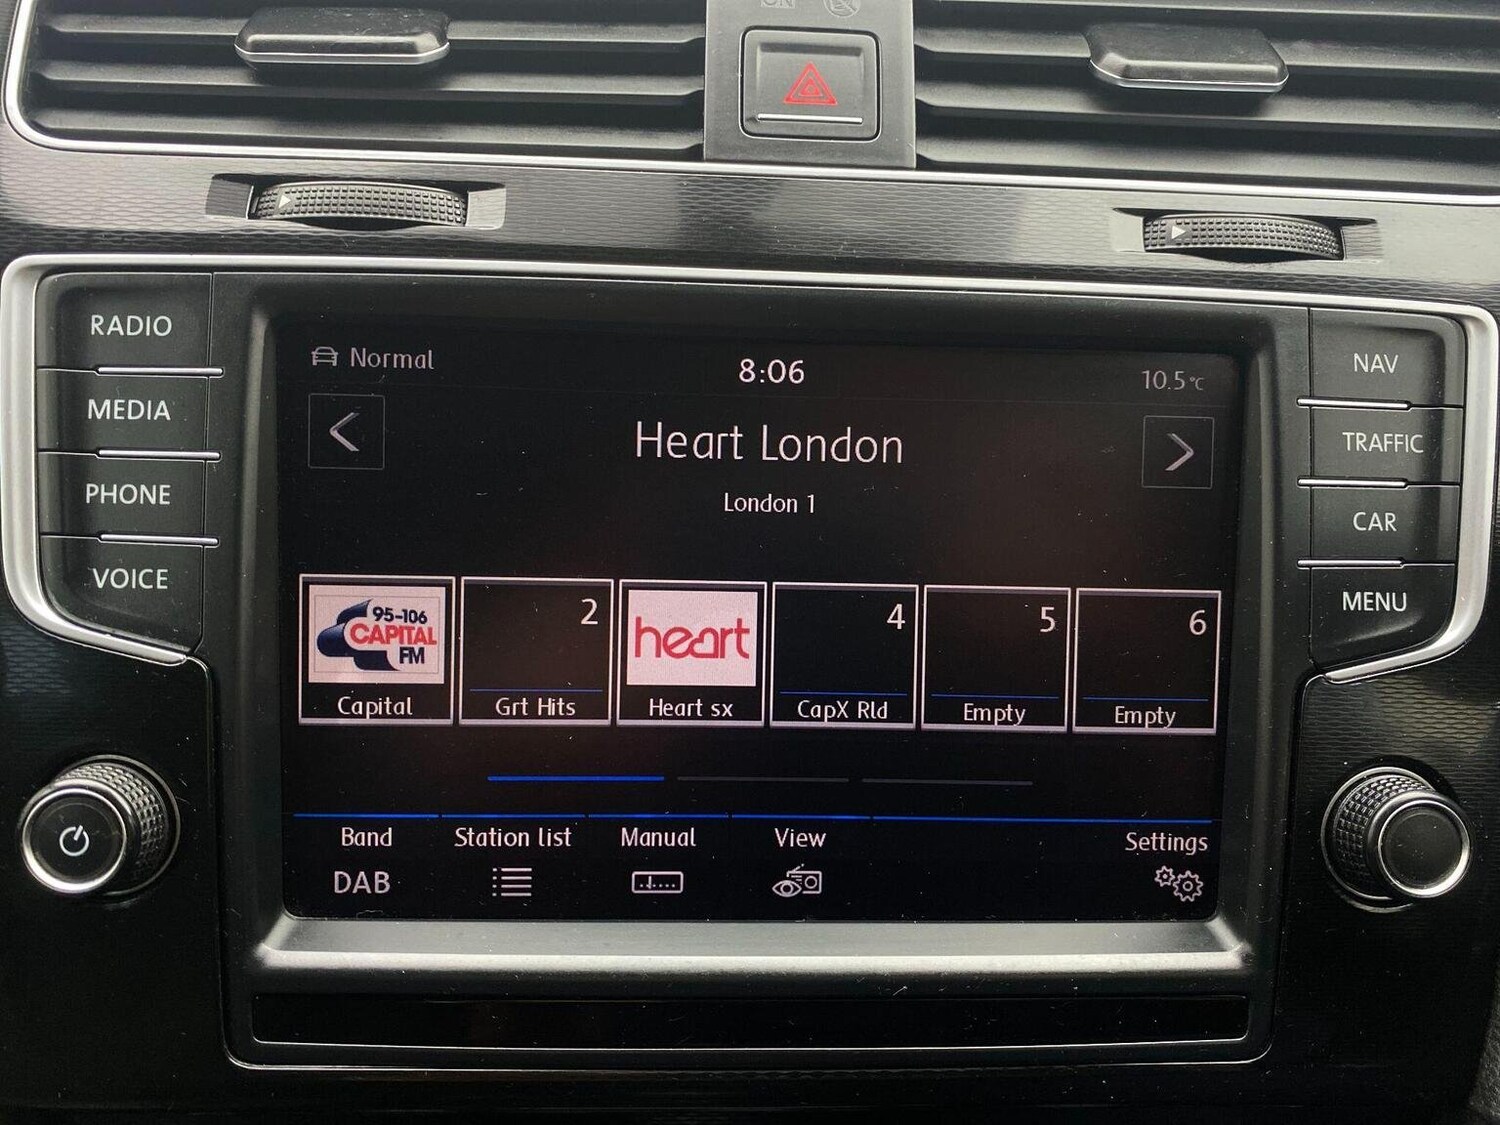 RADIO
MEDIA
PHONE
VOICE
Normal
8:06
10.5°C
Heart London
London 1
95-106
CAPITAL
FM
Capital
2
Grt Hits
heart
Heart sx
4
CapX Rld
5
Empty
6
Empty
Band
DAB
Station list
Manual
View
Settings
NAV
TRAFFIC
CAR
MENU